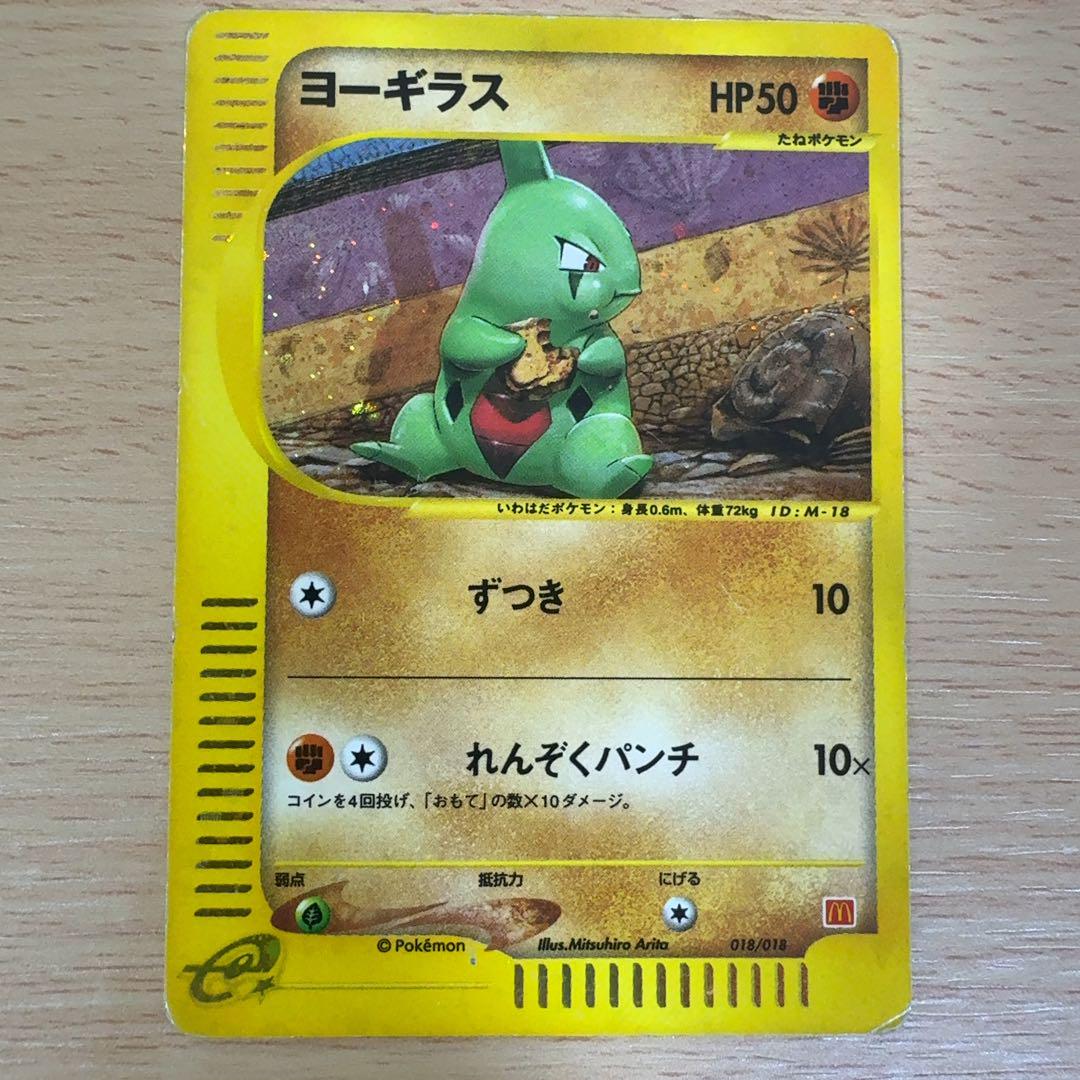 ヨーギラス HP50
たねポケモン
いわはだポケモン：身長0.6m、体重72kg ID:M-18
ずつき 10
れんぞくパンチ 10×
コインを4回投げ、「おもて」の数×10ダメージ。
弱点 抵抗力 にげる
© Pokémon Illus.Mitsuhiro Arita 018/018